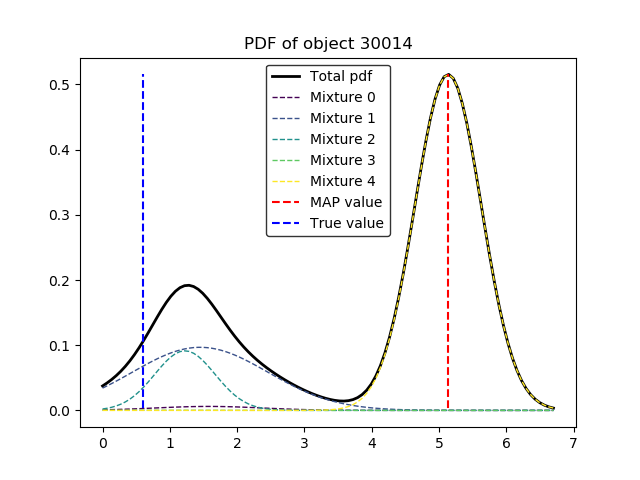 PDF of object 30014
0.5
0.4
0.3
0.2
0.1
0.0
Total pdf
Mixture 0
Mixture 1
Mixture 2
Mixture 3
Mixture 4
MAP value
True value
0 1 2 3 4 5 6 7